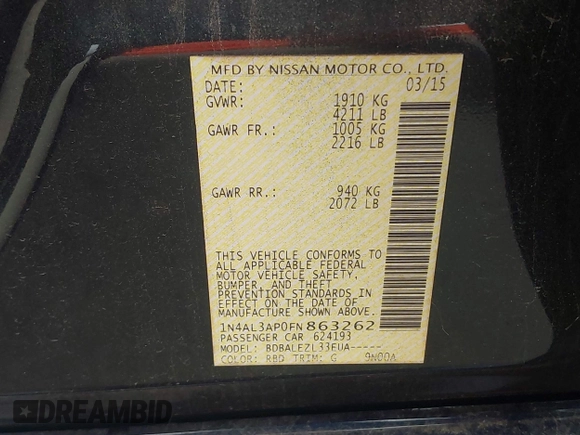 MFD BY NISSAN MOTOR CO., LTD.
DATE: 03/15
GVWR: 1910 KG
4211 LB
GAWR FR.: 1005 KG
2216 LB
GAWR RR.: 940 KG
2072 LB
THIS VEHICLE CONFORMS TO
ALL APPLICABLE FEDERAL
MOTOR VEHICLE SAFETY,
BUMPER, AND THEFT
PREVENTION STANDARDS IN
EFFECT ON THE DATE OF
MANUFACTURE SHOWN ABOVE.
1N4AL3AP0FN863262
PASSENGER CAR 624193
MODEL: BDBALEZL33EUA-----
COLOR: RBD TRIM: G 9N00A
DREAMBID